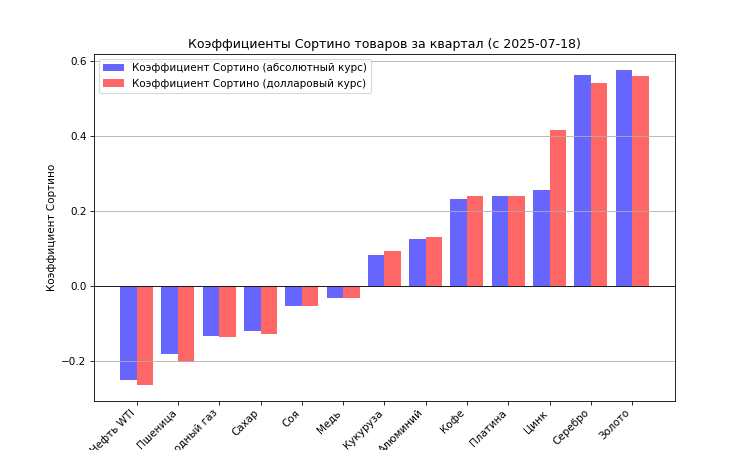 Коэффициенты Сортино товаров за квартал (с 2025-07-18)
Коэффициент Сортино (абсолютный курс)
Коэффициент Сортино (долларовый курс)
Коэффициент Сортино
0.6
0.4
0.2
0.0
−0.2
Нефть WTI
Пшеница
одный газ
Сахар
Соя
Медь
Кукуруза
Алюминий
Кофе
Платина
Цинк
Серебро
Золото